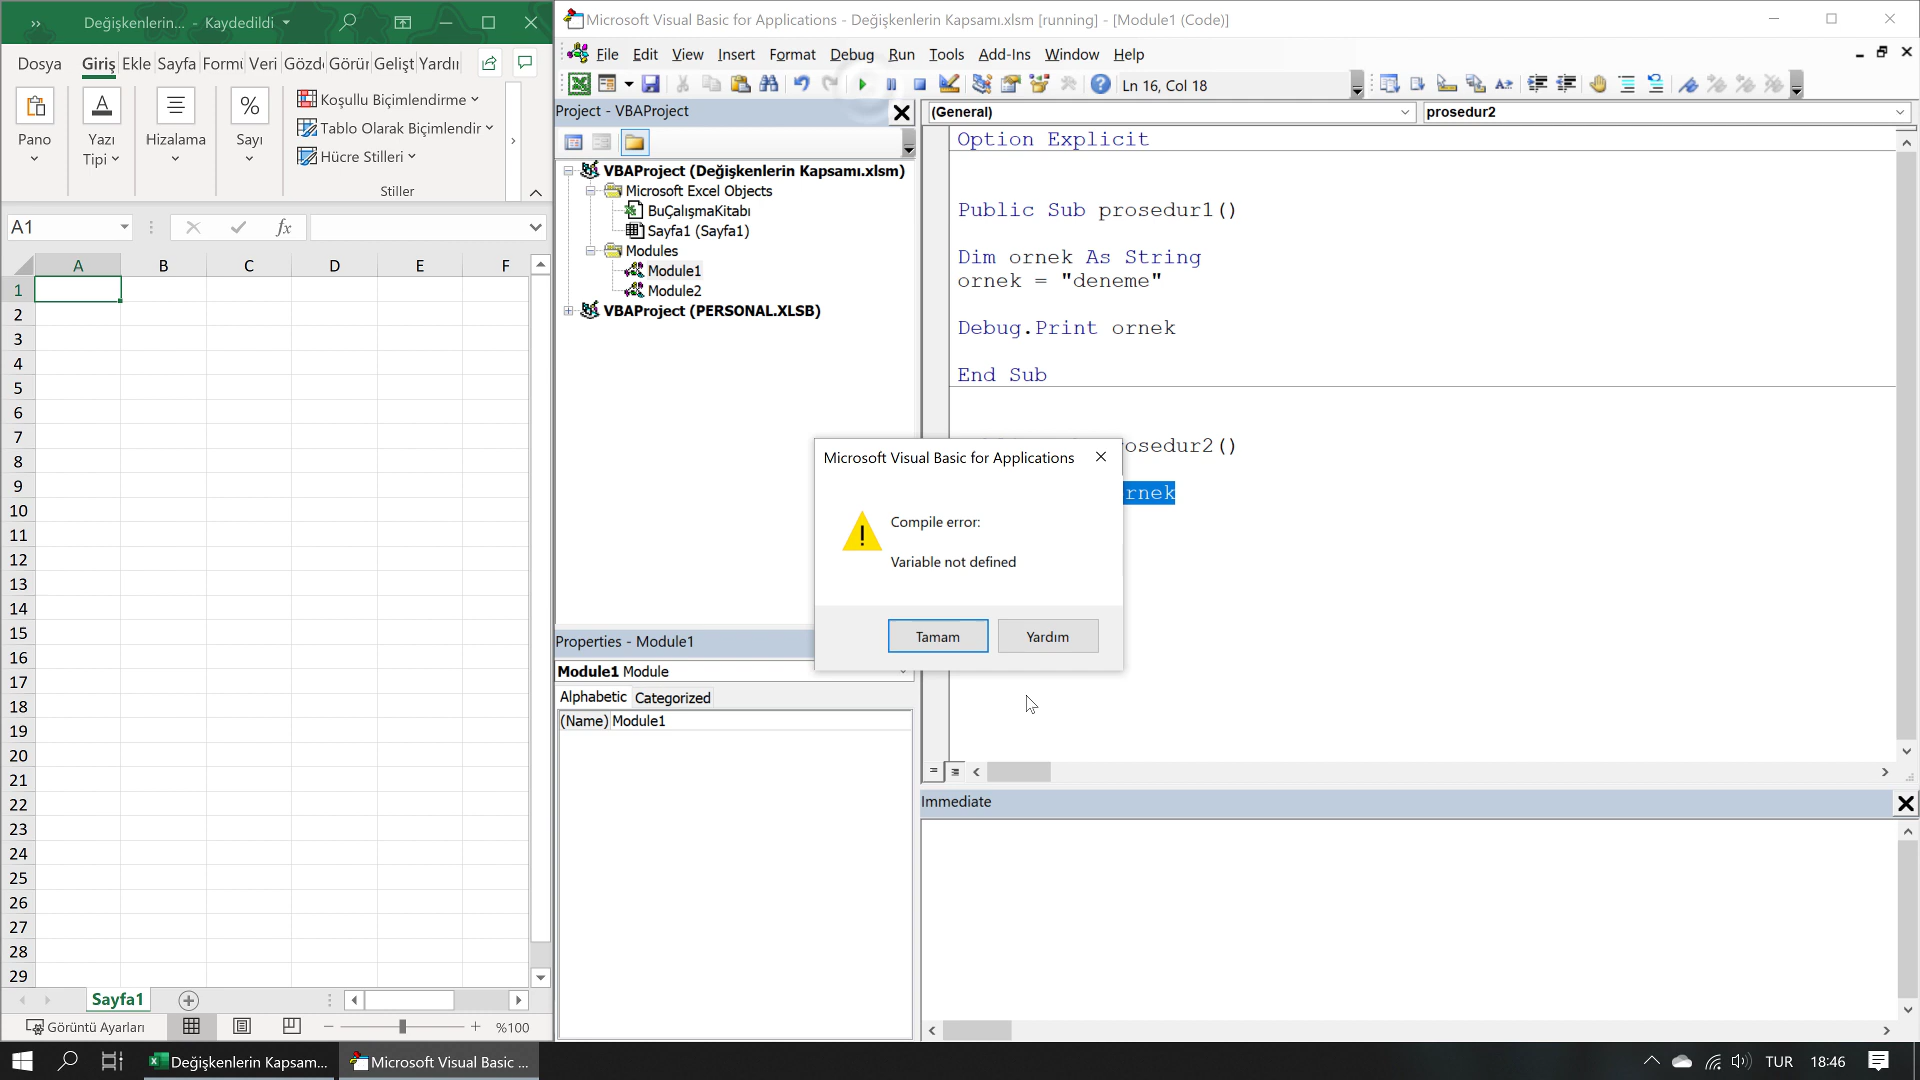 Değişkenlerin... - Kaydedildi
Dosya Giriş Ekle Sayfa Formı Veri Gözde Görür Gelişt Yardıı
Pano
Yazı Tipi
Hizalama
Sayı
Koşullu Biçimlendirme
Tablo Olarak Biçimlendir
Hücre Stilleri
Stiller
A1
fx
A B C D E F
1
2
3
4
5
6
7
8
9
10
11
12
13
14
15
16
17
18
19
20
21
22
23
24
25
26
27
28
29
Sayfa1
Görüntü Ayarları
%100
Microsoft Visual Basic for Applications - Değişkenlerin Kapsamı.xlsm [running] - [Module1 (Code)]
File Edit View Insert Format Debug Run Tools Add-Ins Window Help
Ln 16, Col 18
Project - VBAProject
VBAProject (Değişkenlerin Kapsamı.xlsm)
Microsoft Excel Objects
BuÇalışmaKitabı
Sayfa1 (Sayfa1)
Modules
Module1
Module2
VBAProject (PERSONAL.XLSB)
Properties - Module1
Module1 Module
Alphabetic Categorized
(Name) Module1
(General)
prosedur2
Option Explicit
Public Sub prosedur1()
Dim ornek As String
ornek = "deneme"
Debug.Print ornek
End Sub
osedur2()
rnek
Microsoft Visual Basic for Applications
Compile error:
Variable not defined
Tamam
Yardım
Immediate
Değişkenlerin Kapsam...
Microsoft Visual Basic ...
TUR
18:46